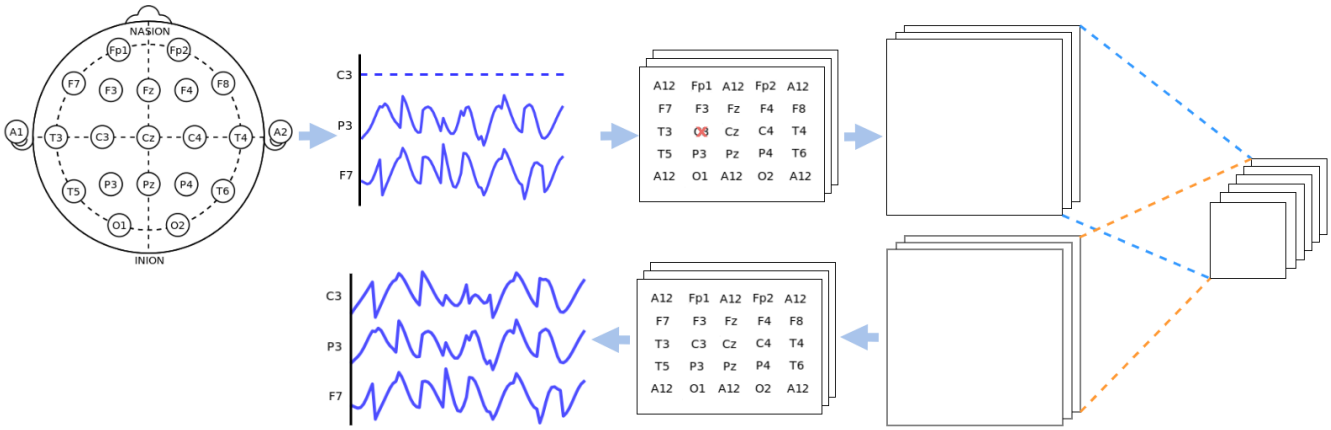 NASION
Fp1 Fp2
F7 F3 Fz F4 F8
A1 T3 C3 Cz C4 T4 A2
T5 P3 Pz P4 T6
O1 O2
INION
C3
P3
F7
A12 Fp1 A12 Fp2 A12
F7 F3 Fz F4 F8
T3 C3 Cz C4 T4
T5 P3 Pz P4 T6
A12 O1 A12 O2 A12
C3
P3
F7
A12 Fp1 A12 Fp2 A12
F7 F3 Fz F4 F8
T3 C3 Cz C4 T4
T5 P3 Pz P4 T6
A12 O1 A12 O2 A12